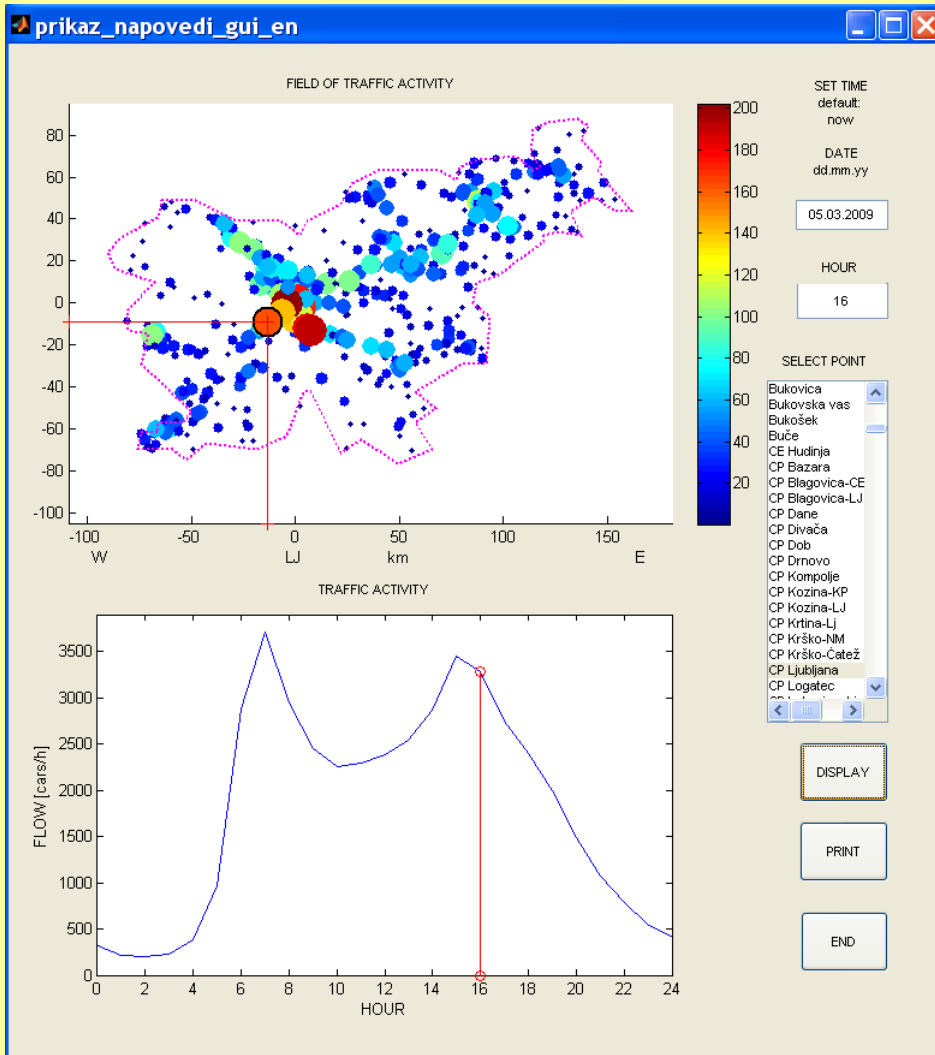 prikaz_napovedi_gui_en
FIELD OF TRAFFIC ACTIVITY
80
60
40
20
0
-20
-40
-60
-80
-100
-100 -50 0 50 100 150
W LJ km E
200
180
160
140
120
100
80
60
40
20
SET TIME
default:
now
DATE
dd.mm.yy
05.03.2009
HOUR
16
SELECT POINT
Bukovica
Bukovska vas
Bukošek
Buče
CE Hudinja
CP Bazara
CP Blagovica-CE
CP Blagovica-LJ
CP Dane
CP Divača
CP Dob
CP Drnovo
CP Kompolje
CP Kozina-KP
CP Kozina-LJ
CP Krtina-Lj
CP Krško-NM
CP Krško-Čatež
CP Ljubljana
CP Logatec
DISPLAY
PRINT
END
TRAFFIC ACTIVITY
FLOW [cars/h]
3500
3000
2500
2000
1500
1000
500
0
0 2 4 6 8 10 12 14 16 18 20 22 24
HOUR